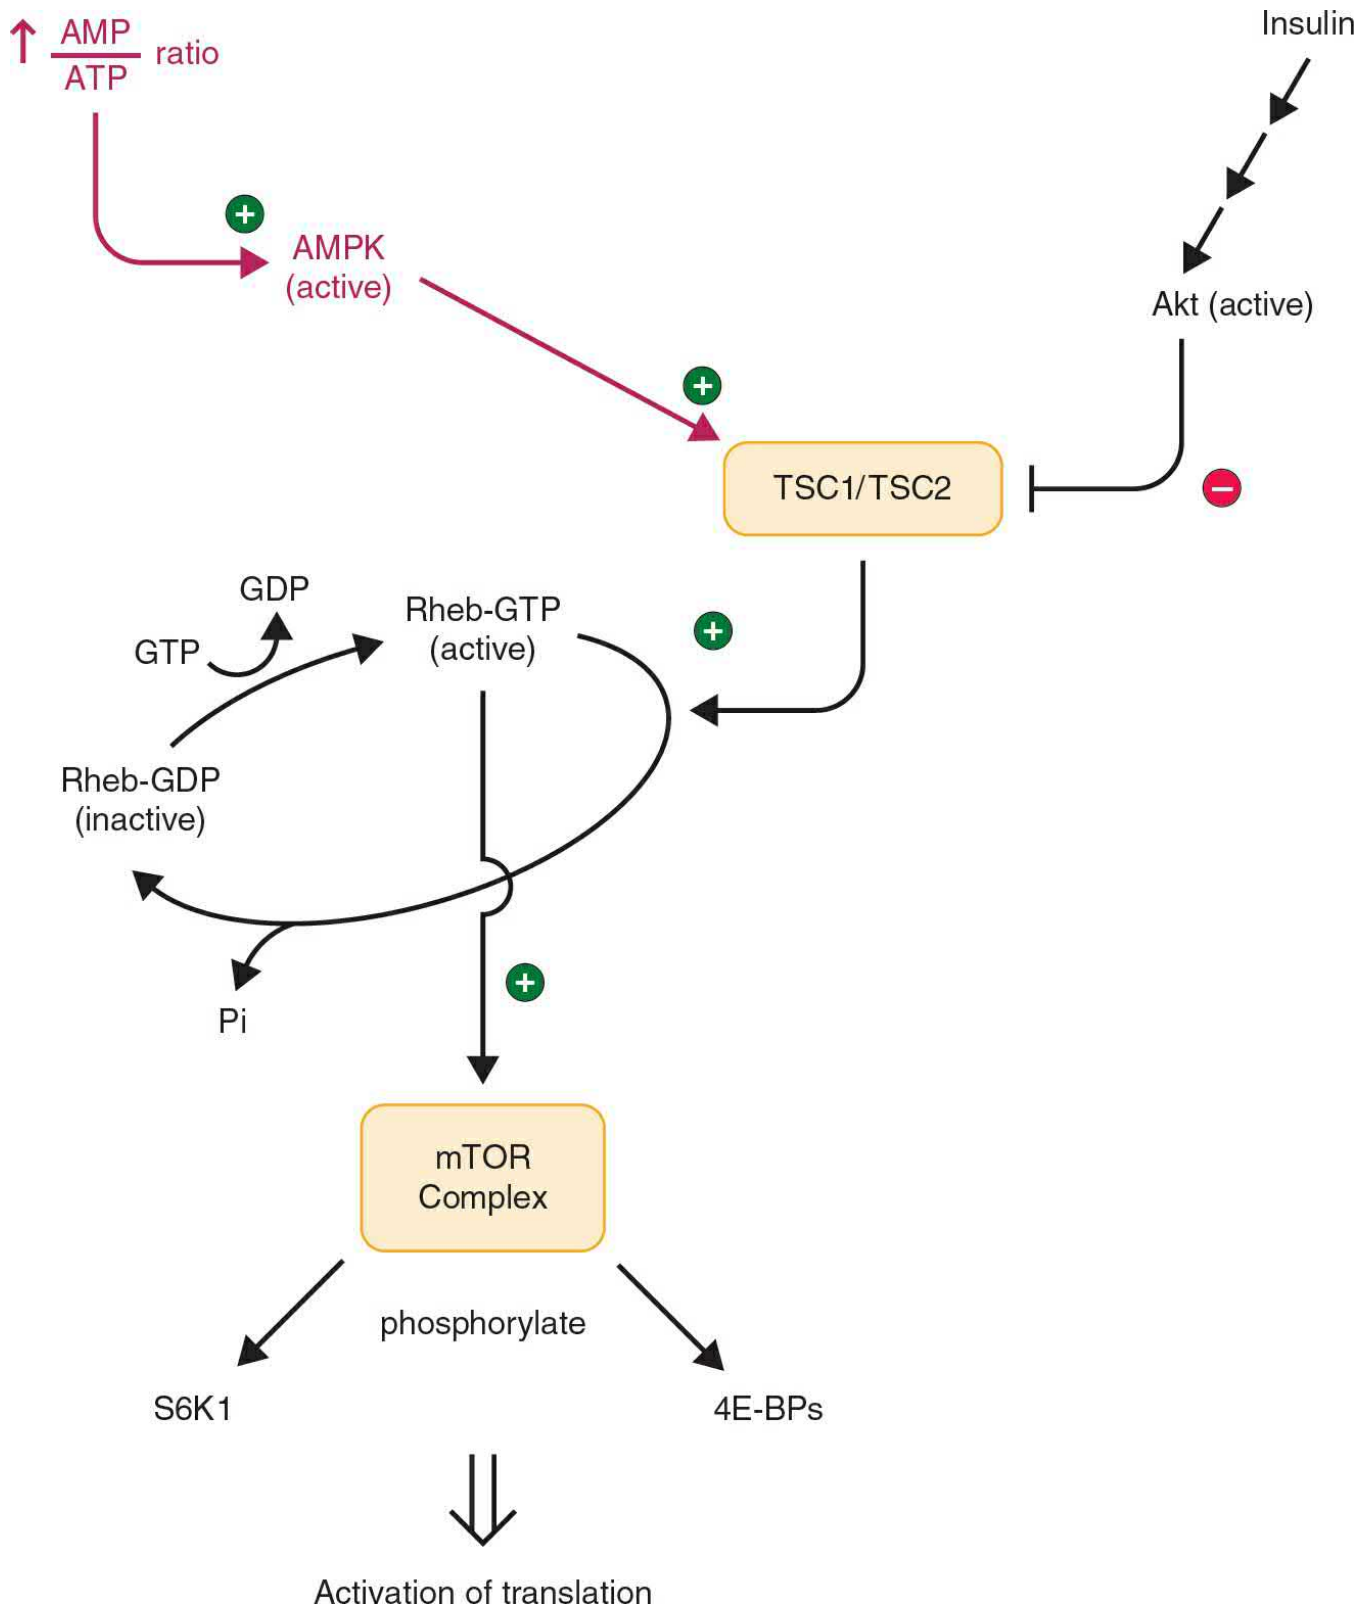 Insulin
↑ AMP
ATP
ratio
+
AMPK
(active)
Akt (active)
+
TSC1/TSC2
−
GDP
GTP
Rheb-GTP
(active)
+
Rheb-GDP
(inactive)
+
Pi
mTOR
Complex
phosphorylate
S6K1
4E-BPs
Activation of translation